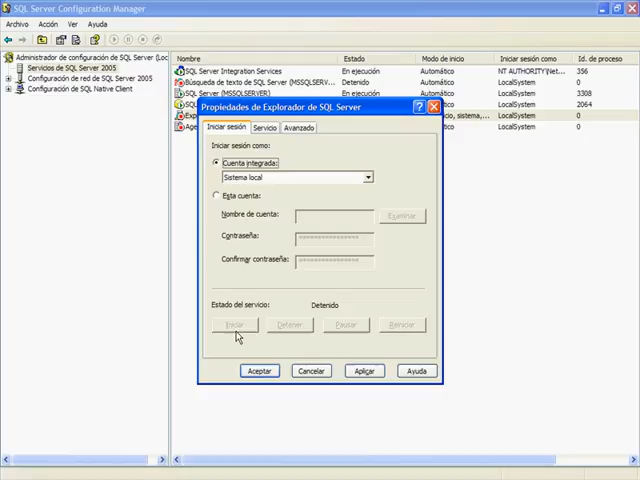 SQL Server Configuration Manager
Archivo Acción Ver Ayuda
Administrador de configuración de SQL Server (Loc
Servicios de SQL Server 2005
Configuración de red de SQL Server 2005
Configuración de SQL Native Client
Nombre Estado Modo de inicio Iniciar sesión como Id. de proceso
SQL Server Integration Services En ejecución Automático NT AUTHORITY\Net... 356
Búsqueda de texto de SQL Server (MSSQLSERV... Detenido Automático LocalSystem 0
SQL Server (MSSQLSERVER) En ejecución Automático LocalSystem 3308
LocalSystem 2064
io, sistema,... LocalSystem 0
LocalSystem 0
Propiedades de Explorador de SQL Server
Iniciar sesión Servicio Avanzado
Iniciar sesión como:
Cuenta integrada:
Sistema local
Esta cuenta:
Nombre de cuenta: Examinar
Contraseña: ***************
Confirmar contraseña: ***************
Estado del servicio: Detenido
Iniciar Detener Pausar Reiniciar
Aceptar Cancelar Aplicar Ayuda